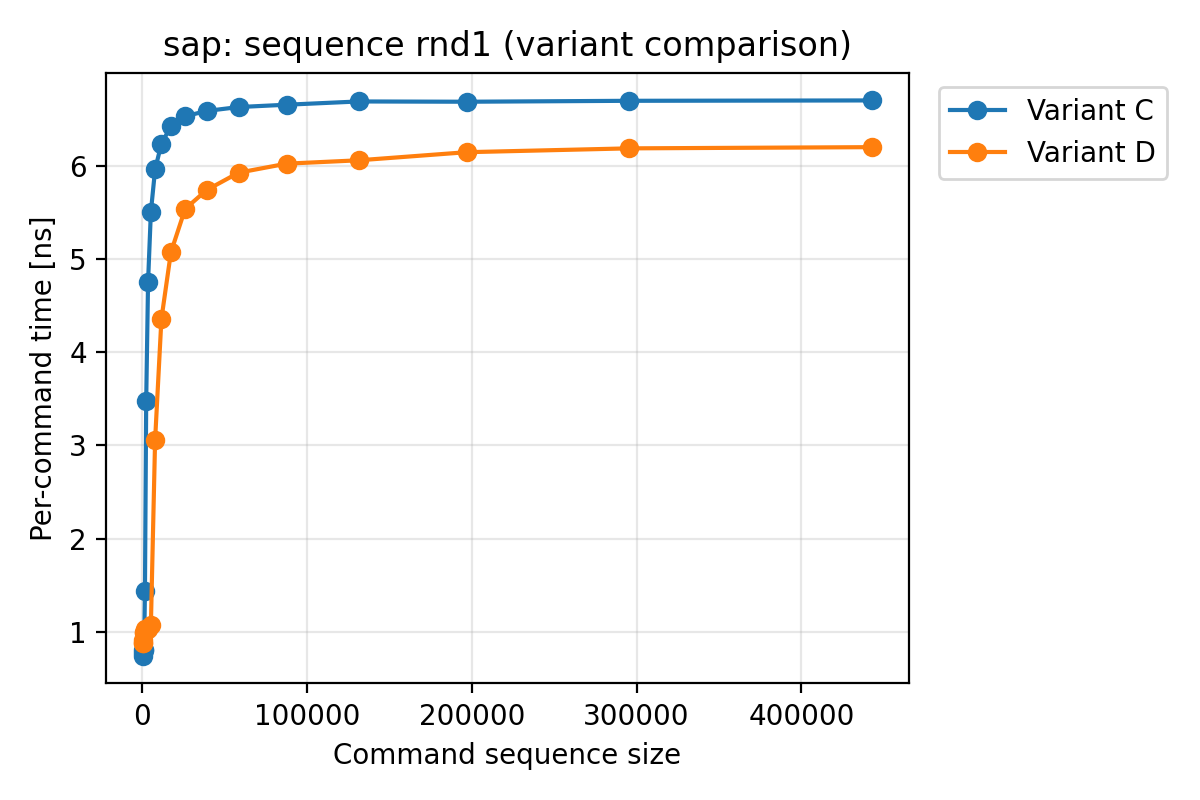 sap: sequence rnd1 (variant comparison)
Variant C
Variant D
Per-command time [ns]
6
5
4
3
2
1
0
100000
200000
300000
400000
Command sequence size